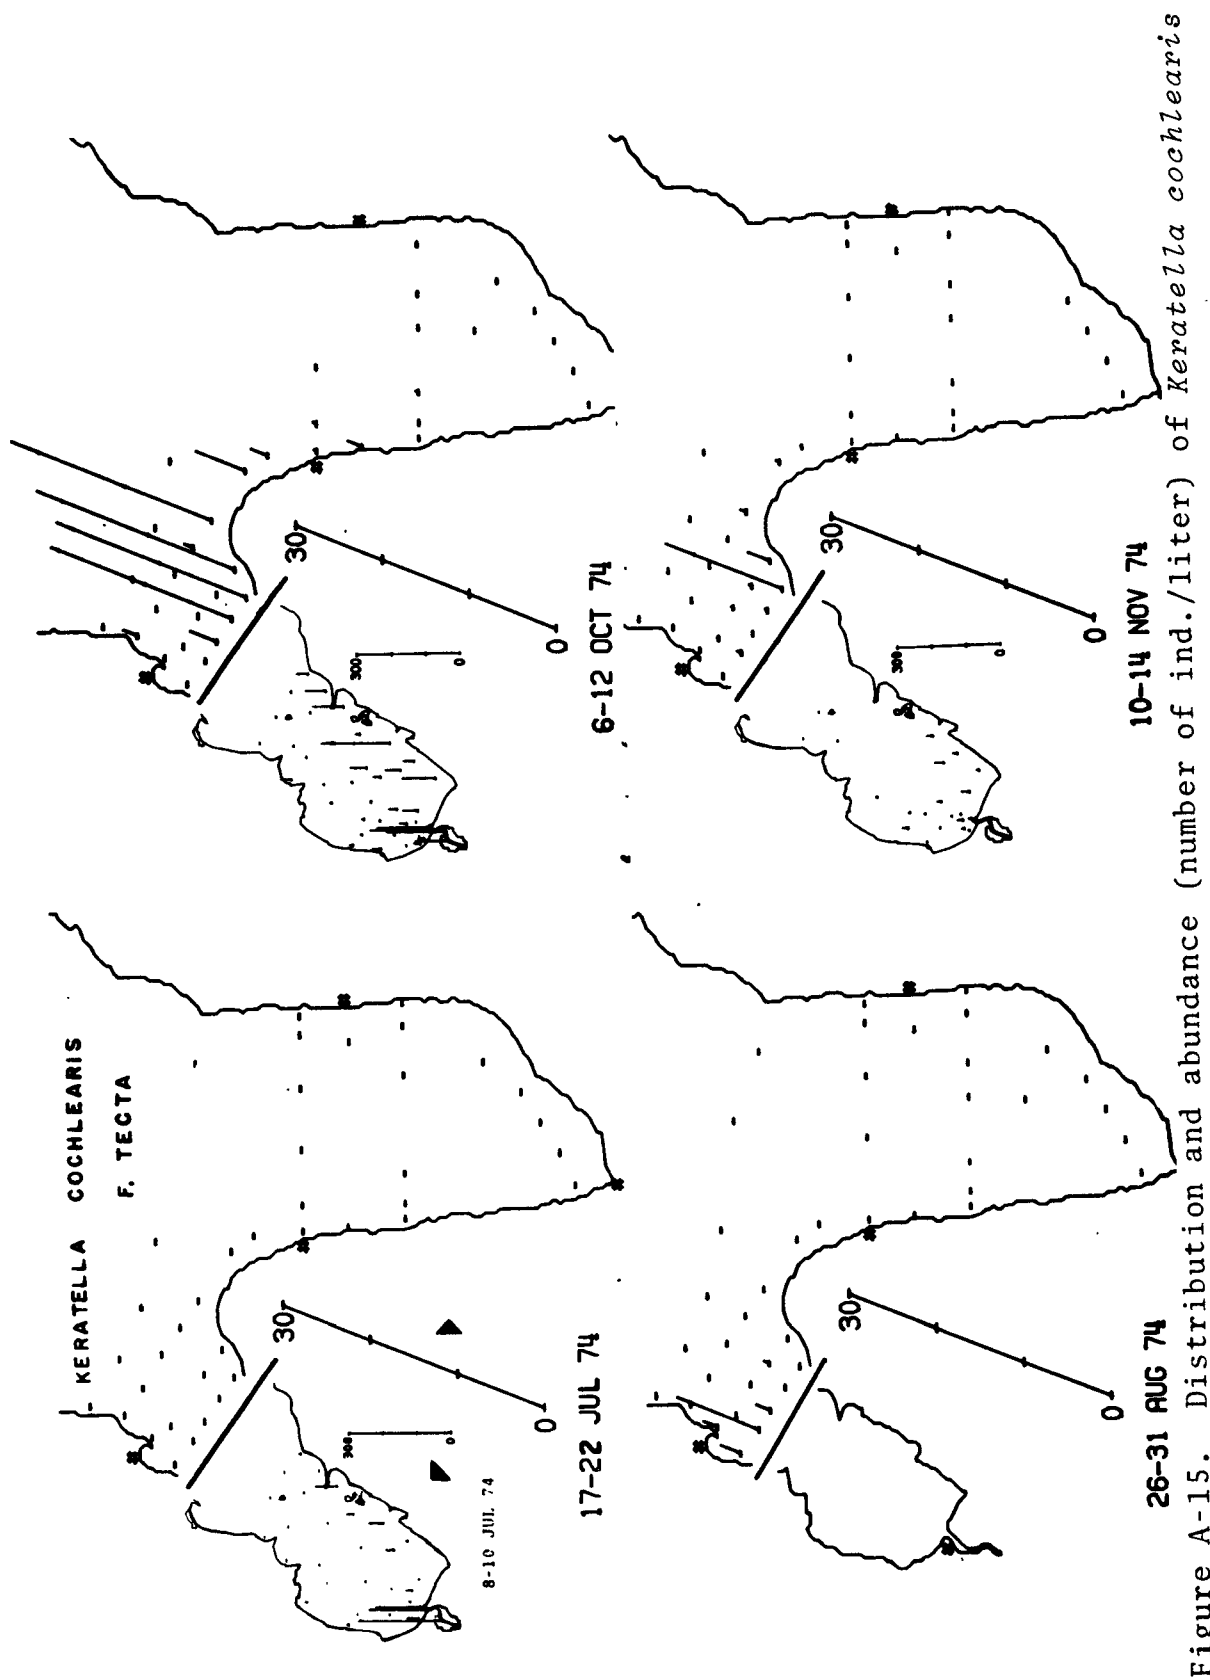 KERATELLA COCHLEARIS
F. TECTA
300
0
8-10 JUL 74
30
0
17-22 JUL 74
300
0
30
0
6-12 OCT 74
30
0
26-31 AUG 74
300
0
30
0
10-14 NOV 74
Figure A-15. Distribution and abundance (number of ind./liter) of Keratella cochlearis